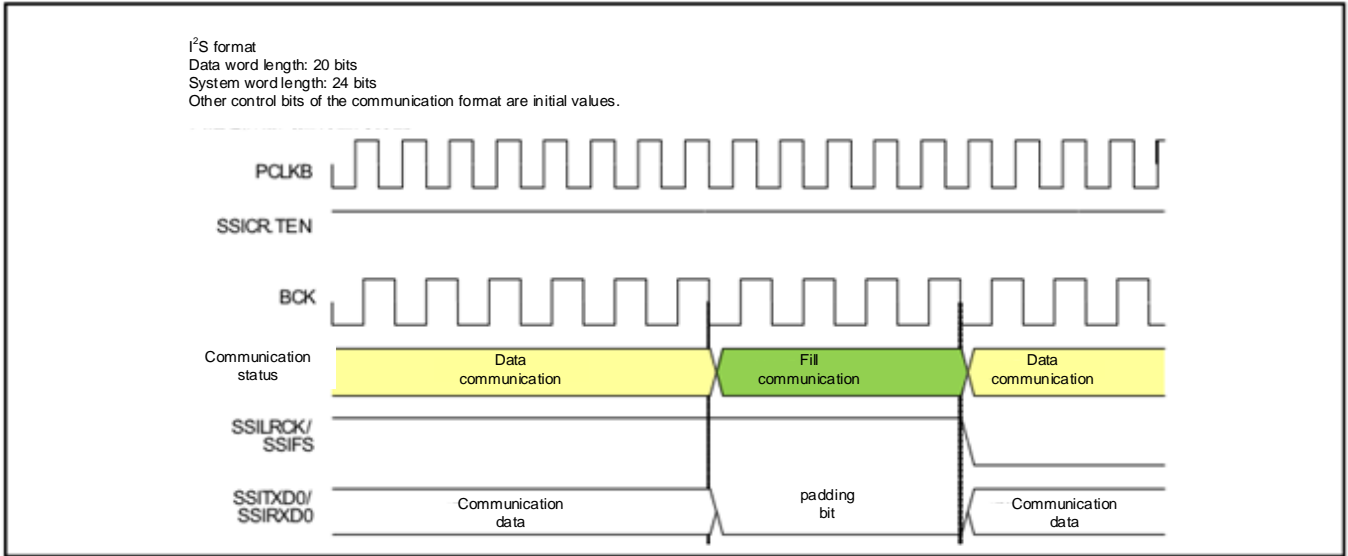 I²S format
Data word length: 20 bits
System word length: 24 bits
Other control bits of the communication format are initial values.
PCLKB
SSICR.TEN
BCK
Communication
status
Data
communication
Fill
communication
Data
communication
SSILRCK/
SSIFS
SSITXD0/
SSIRXD0
Communication
data
padding
bit
Communication
data